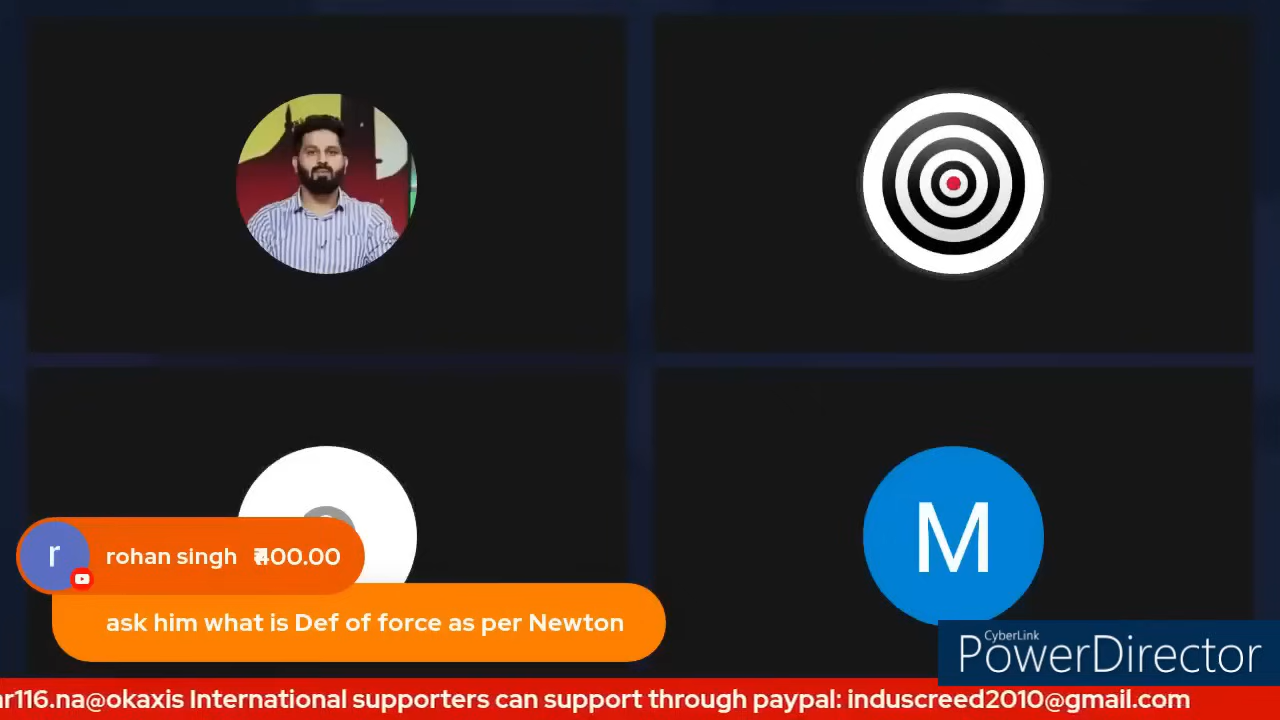 rohan singh ₹400.00
ask him what is Def of force as per Newton
M
r
CyberLink
PowerDirector
ar116.na@okaxis International supporters can support through paypal: induscreed2010@gmail.com